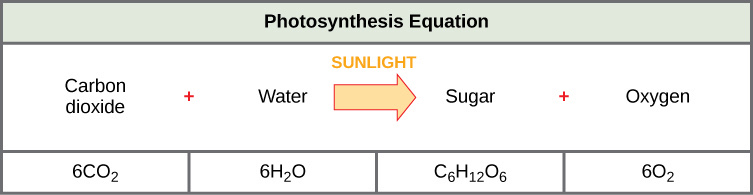 Photosynthesis Equation
SUNLIGHT
Carbon
dioxide
+
Water
Sugar
+
Oxygen
6CO₂
6H₂O
C₆H₁₂O₆
6O₂